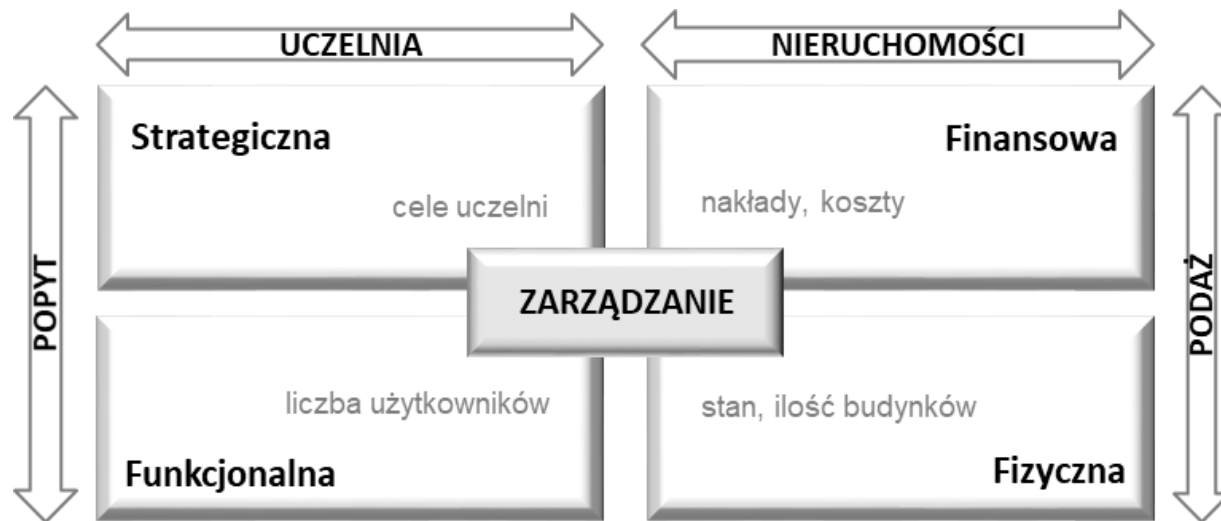 UCZELNIA
NIERUCHOMOŚCI
Strategiczna
Finansowa
cele uczelni
nakłady, koszty
POPYT
ZARZĄDZANIE
PODAŻ
liczba użytkowników
stan, ilość budynków
Funkcjonalna
Fizyczna